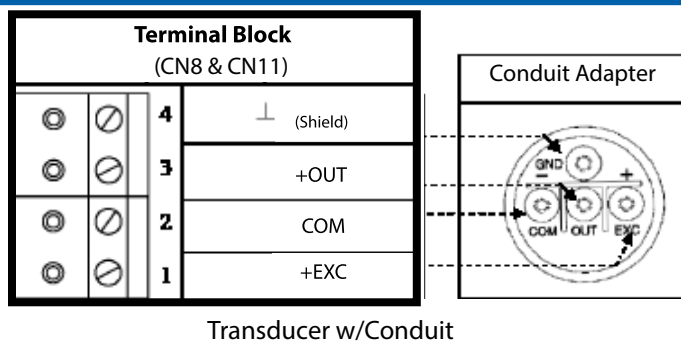 Terminal Block
(CN8 & CN11)
4 ⊥ (Shield)
3 +OUT
2 COM
1 +EXC
Conduit Adapter
GND
− +
COM OUT EXC
Transducer w/Conduit